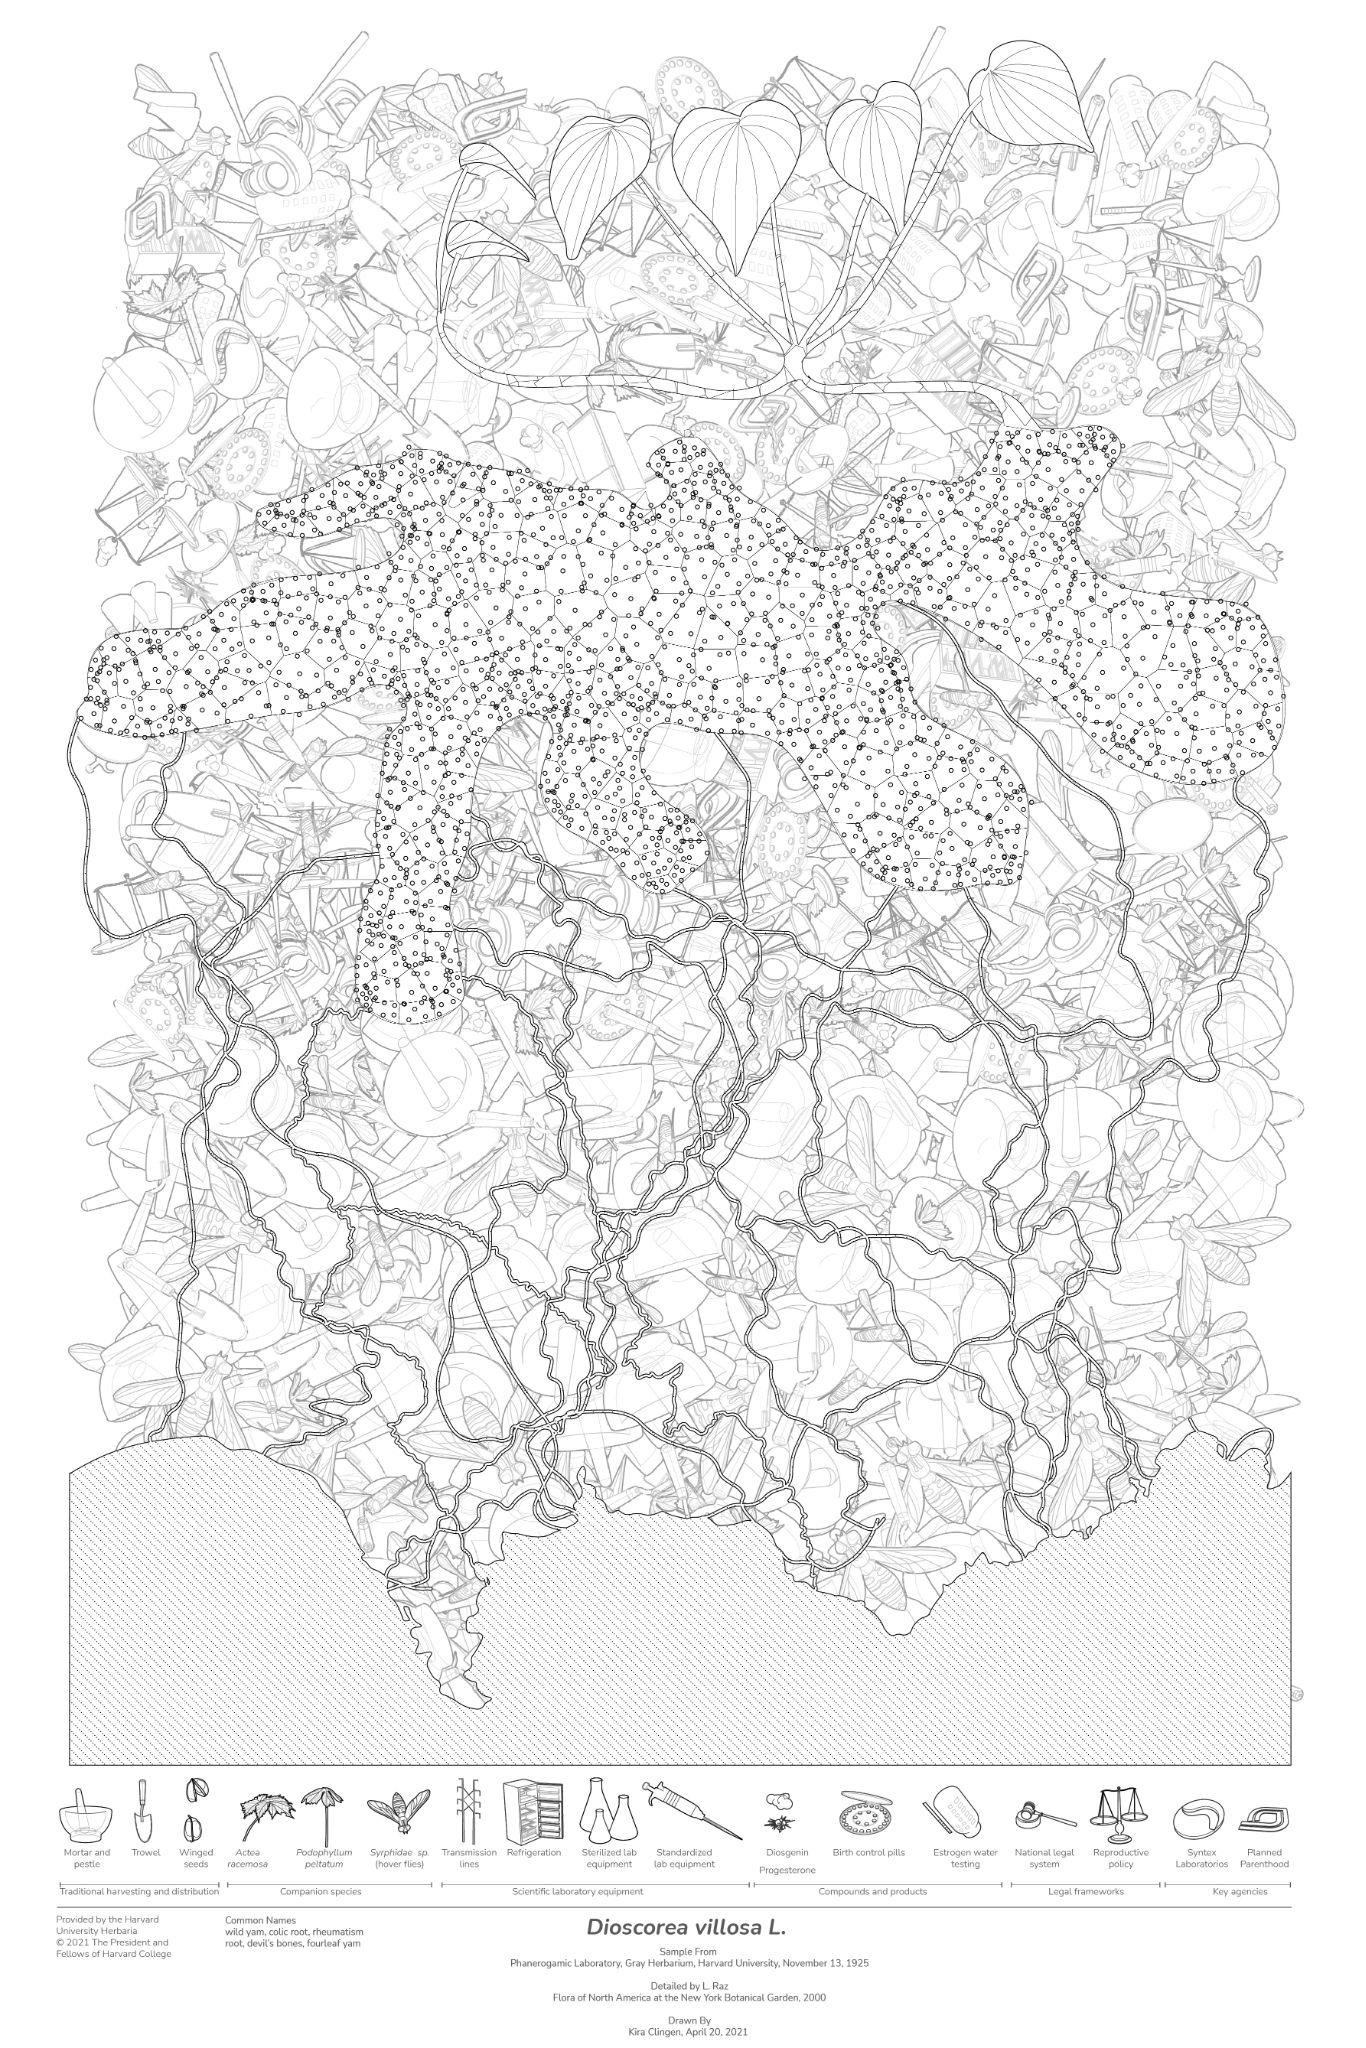 Mortar and
pestle
Trowel
Winged
seeds
Actea
racemosa
Podophyllum
peltatum
Syrphidae sp.
(hover flies)
Transmission
lines
Refrigeration
Sterilized lab
equipment
Standardized
lab equipment
Diosgenin
Progesterone
Birth control pills
Estrogen water
testing
National legal
system
Reproductive
policy
Syntex
Laboratories
Planned
Parenthood
Traditional harvesting and distribution
Companion species
Scientific laboratory equipment
Compounds and products
Legal frameworks
Key agencies
Provided by the Harvard
University Herbaria
© 2021 The President and
Fellows of Harvard College
Common Names
wild yam, colic root, rheumatism
root, devil's bones, fourleaf yam
Dioscorea villosa L.
Sample From
Phanerogamic Laboratory, Gray Herbarium, Harvard University, November 13, 1925
Detailed by L. Raz
Flora of North America at the New York Botanical Garden, 2000
Drawn By
Kira Clingen, April 20, 2021